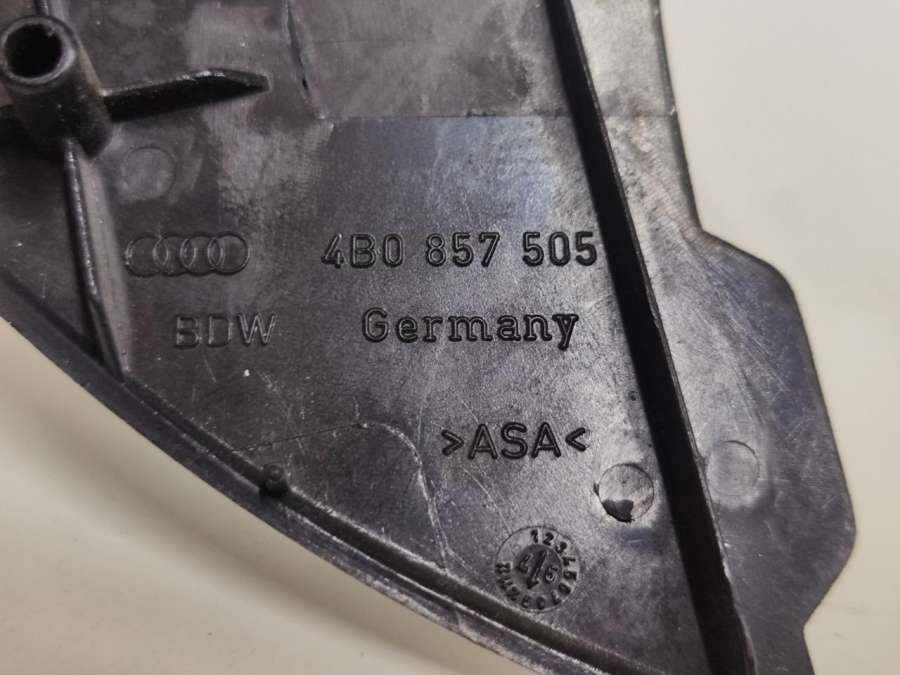 4B0 857 505
BDW Germany
>ASA<